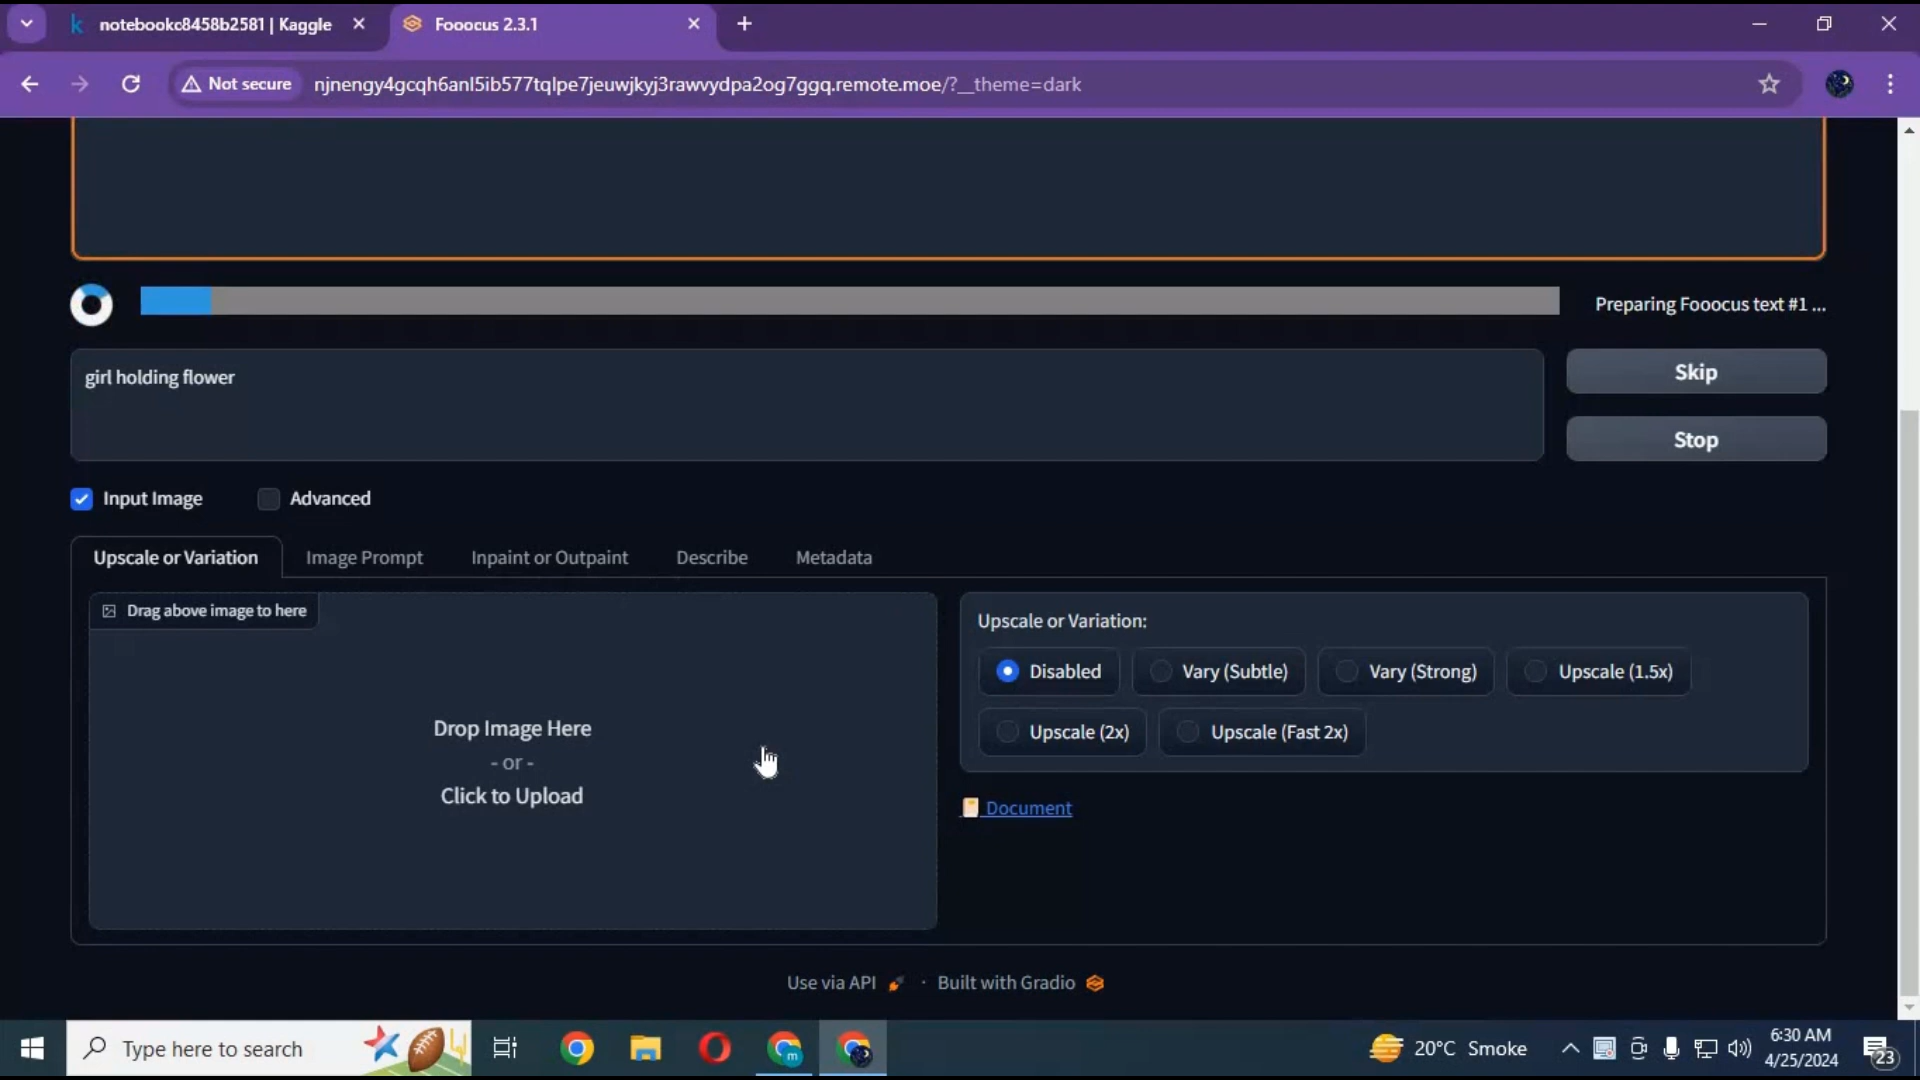 notebookc8458b2581 | Kaggle
Fooocus 2.3.1
Not secure
njnengy4gcqh6anl5ib577tqlpe7jeuwjkyj3rawvydpa2og7ggq.remote.moe/?__theme=dark
Preparing Fooocus text #1 ...
girl holding flower
Skip
Stop
Input Image
Advanced
Upscale or Variation
Image Prompt
Inpaint or Outpaint
Describe
Metadata
Drag above image to here
Drop Image Here
- or -
Click to Upload
Upscale or Variation:
Disabled
Vary (Subtle)
Vary (Strong)
Upscale (1.5x)
Upscale (2x)
Upscale (Fast 2x)
Document
Use via API
· Built with Gradio
Type here to search
20°C Smoke
6:30 AM
4/25/2024
23